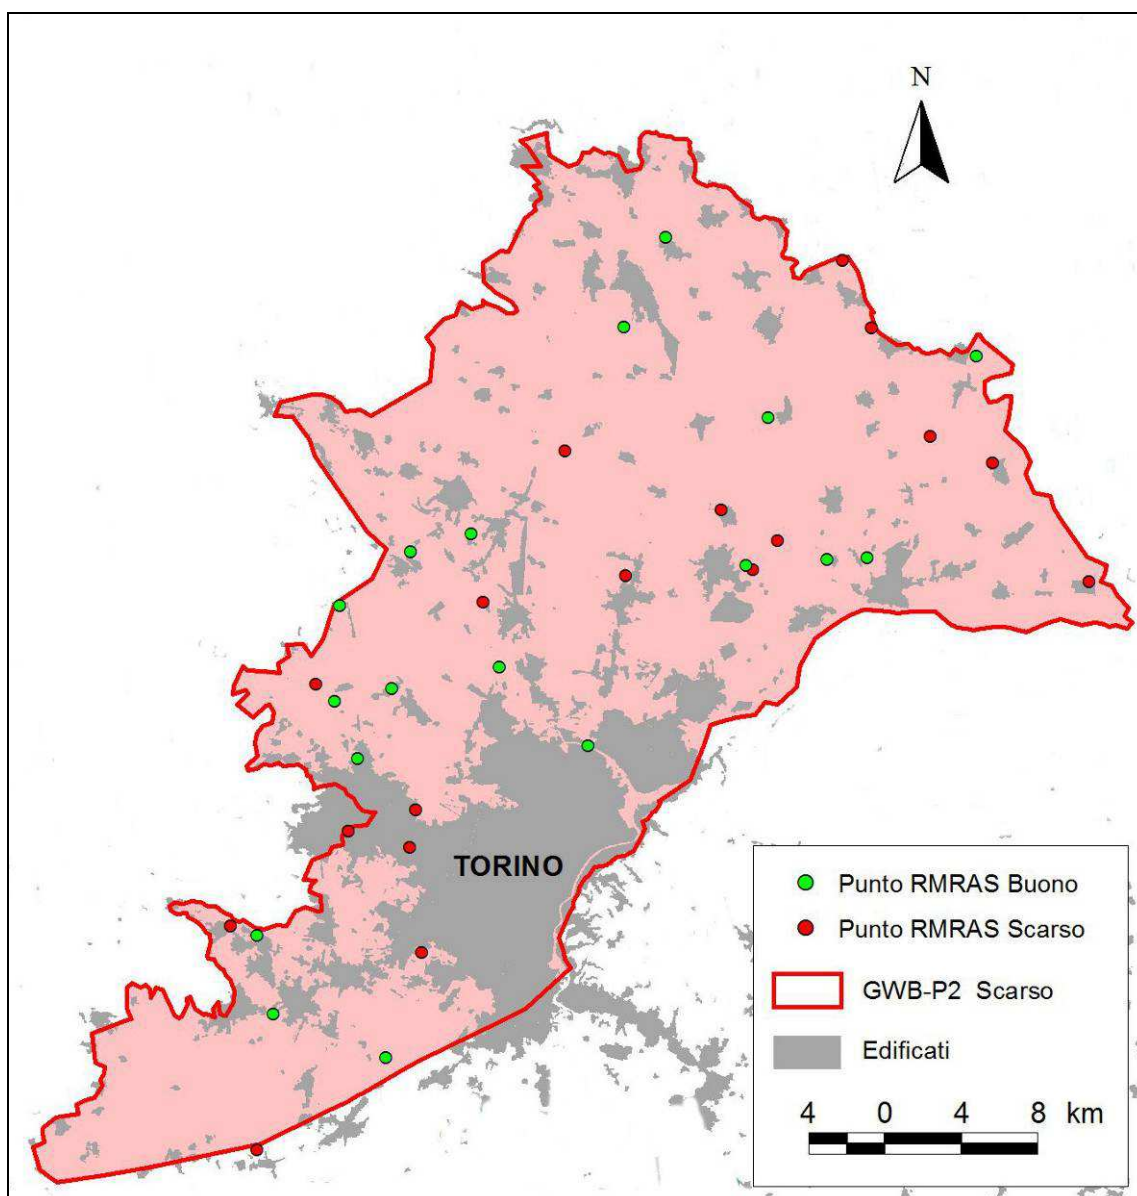 N
TORINO
Punto RMRAS Buono
Punto RMRAS Scarso
GWB-P2 Scarso
Edificati
4 0 4 8 km